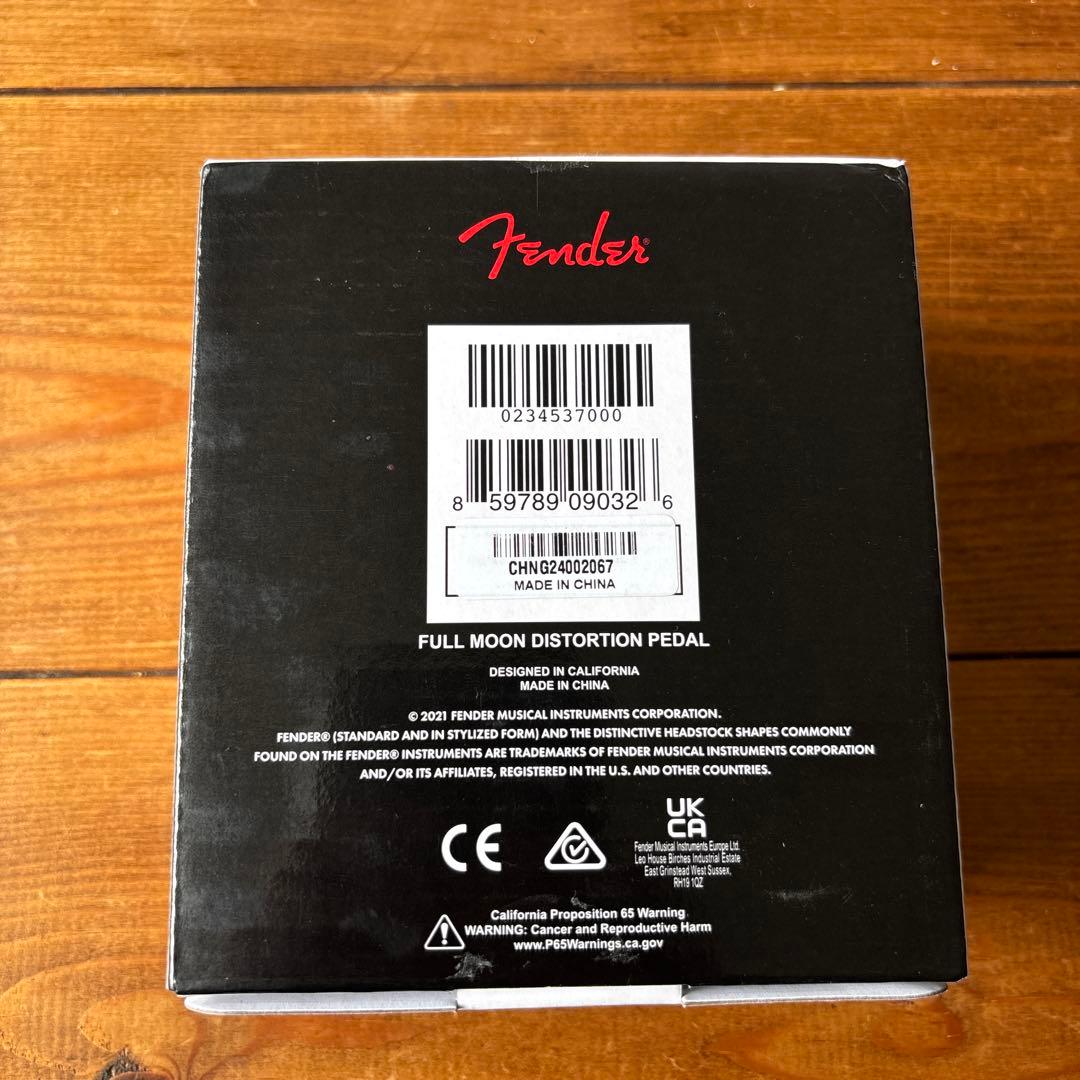 Fender®
0234537000
8 59789 09032 6
CHNG24002067
MADE IN CHINA
FULL MOON DISTORTION PEDAL
DESIGNED IN CALIFORNIA
MADE IN CHINA
© 2021 FENDER MUSICAL INSTRUMENTS CORPORATION.
FENDER® (STANDARD AND IN STYLIZED FORM) AND THE DISTINCTIVE HEADSTOCK SHAPES COMMONLY
FOUND ON THE FENDER® INSTRUMENTS ARE TRADEMARKS OF FENDER MUSICAL INSTRUMENTS CORPORATION
AND/OR ITS AFFILIATES, REGISTERED IN THE U.S. AND OTHER COUNTRIES.
CE
UK
CA
Fender Musical Instruments Europe Ltd.
Leo House Birches Industrial Estate
East Grinstead West Sussex,
RH19 1QZ
California Proposition 65 Warning
WARNING: Cancer and Reproductive Harm
www.P65Warnings.ca.gov